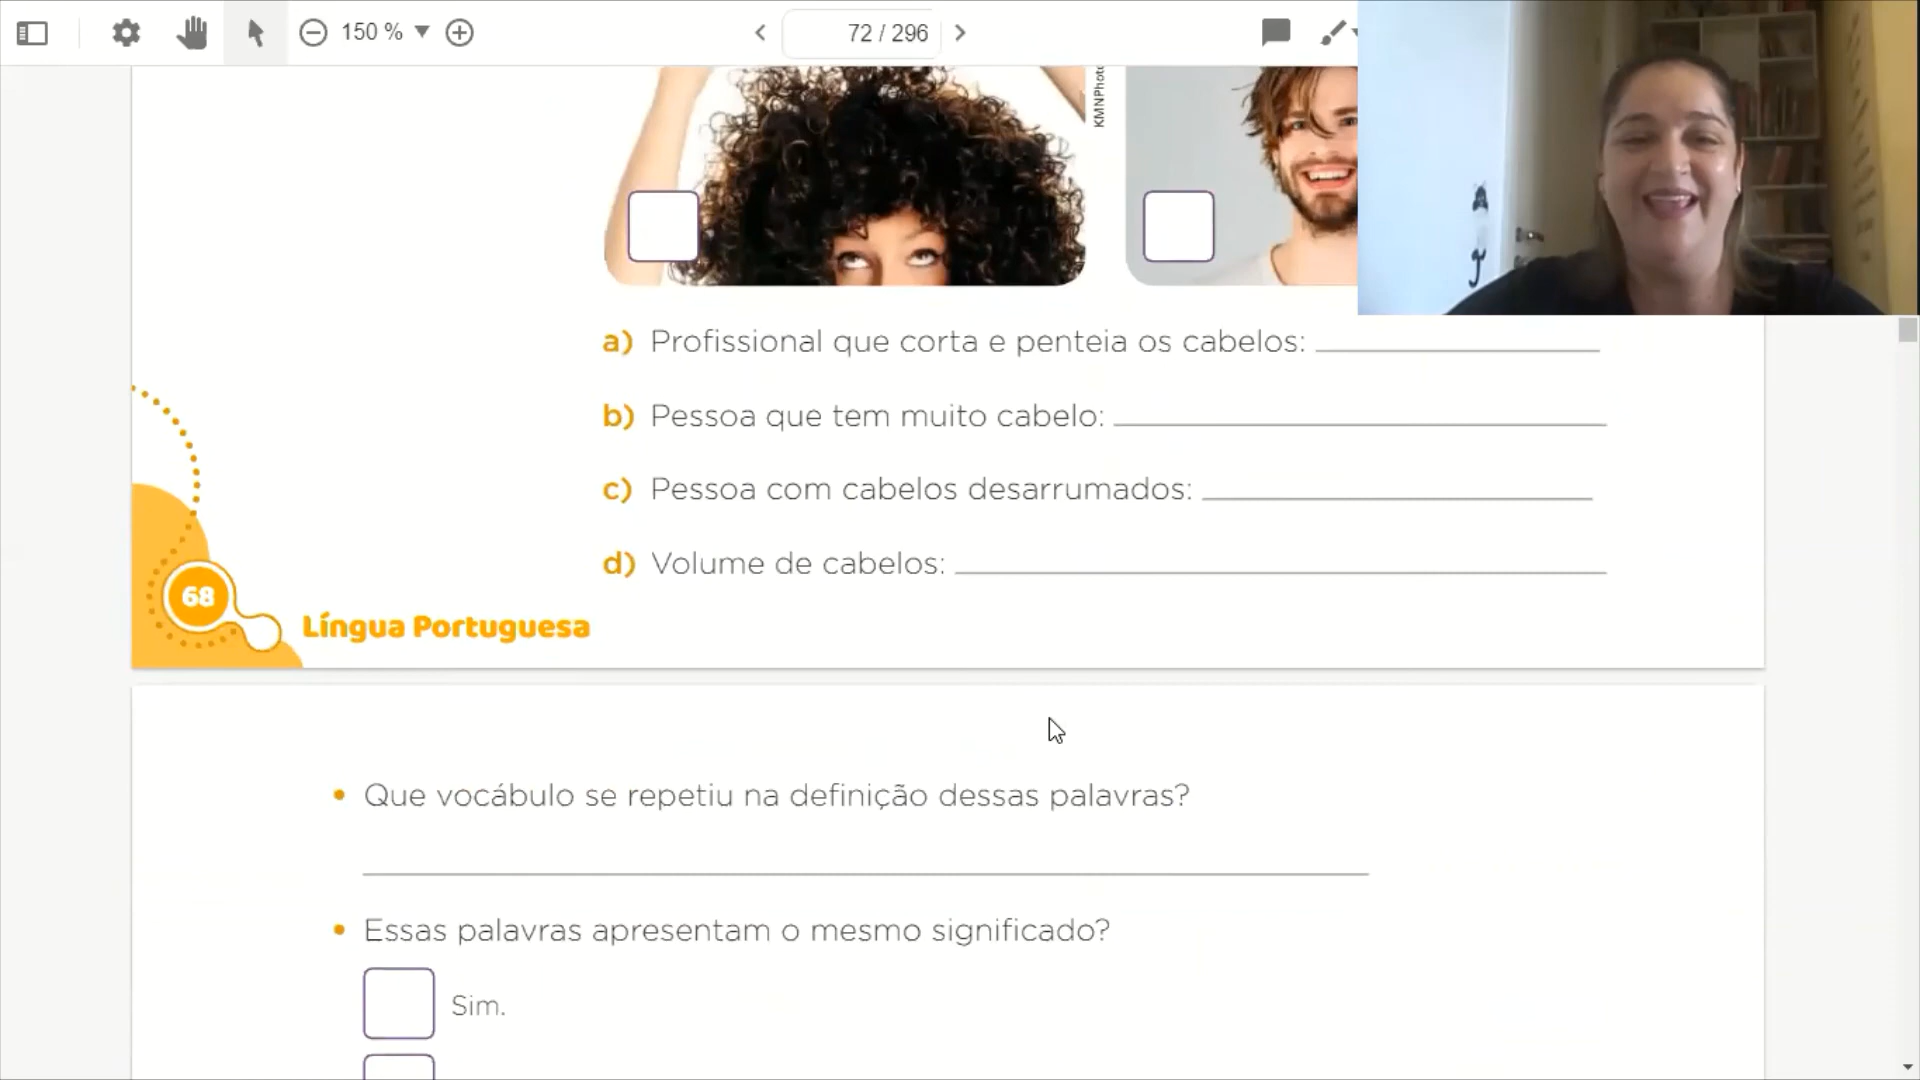 150 %
72 / 296
KMNPhoto
a) Profissional que corta e penteia os cabelos:
b) Pessoa que tem muito cabelo:
c) Pessoa com cabelos desarrumados:
d) Volume de cabelos:
68
Língua Portuguesa
• Que vocábulo se repetiu na definição dessas palavras?
• Essas palavras apresentam o mesmo significado?
Sim.